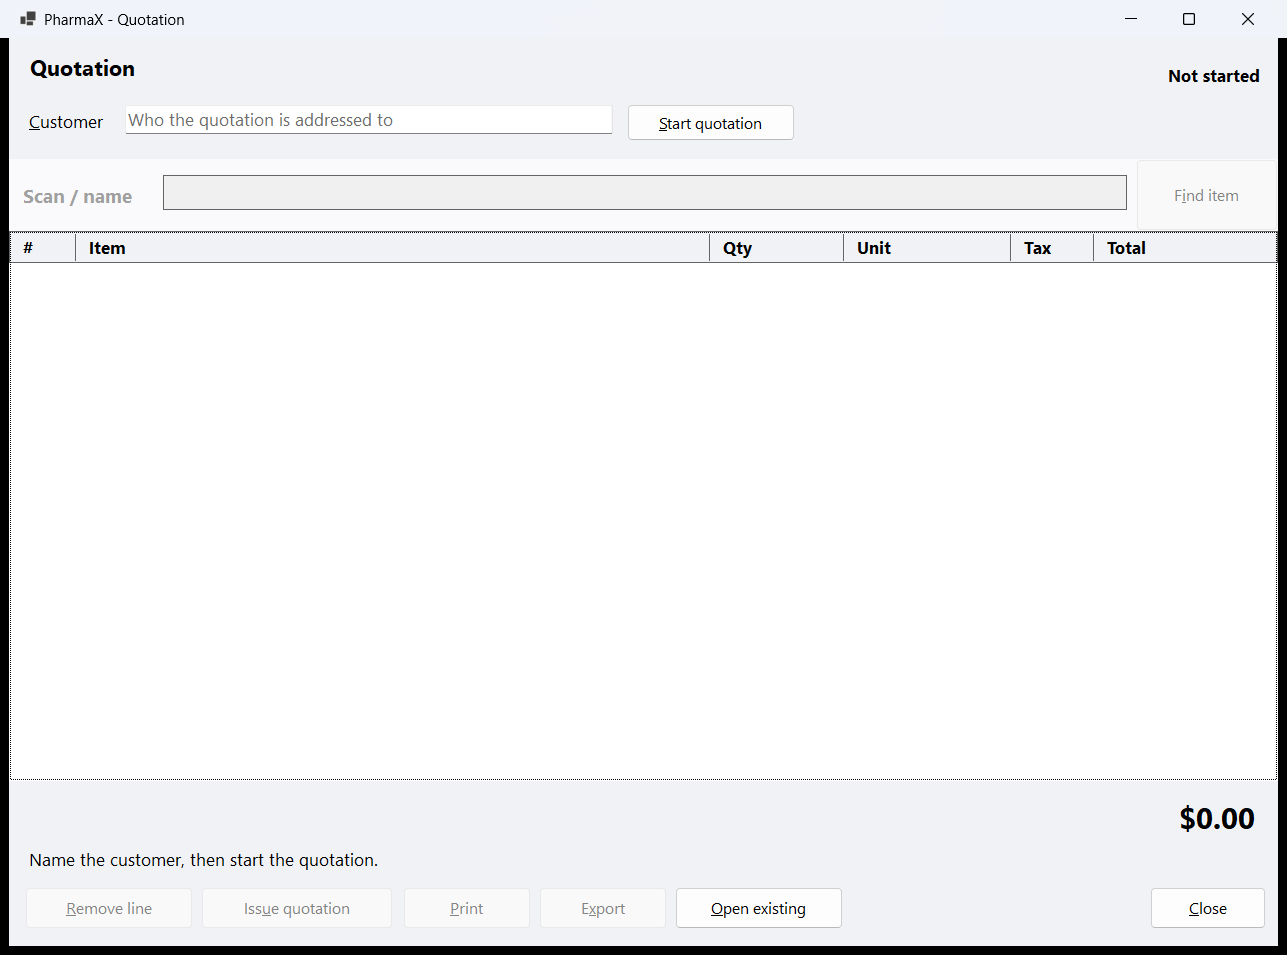 PharmaX - Quotation
Quotation
Not started
Customer Who the quotation is addressed to Start quotation
Scan / name Find item
# Item Qty Unit Tax Total
$0.00
Name the customer, then start the quotation.
Remove line Issue quotation Print Export Open existing Close